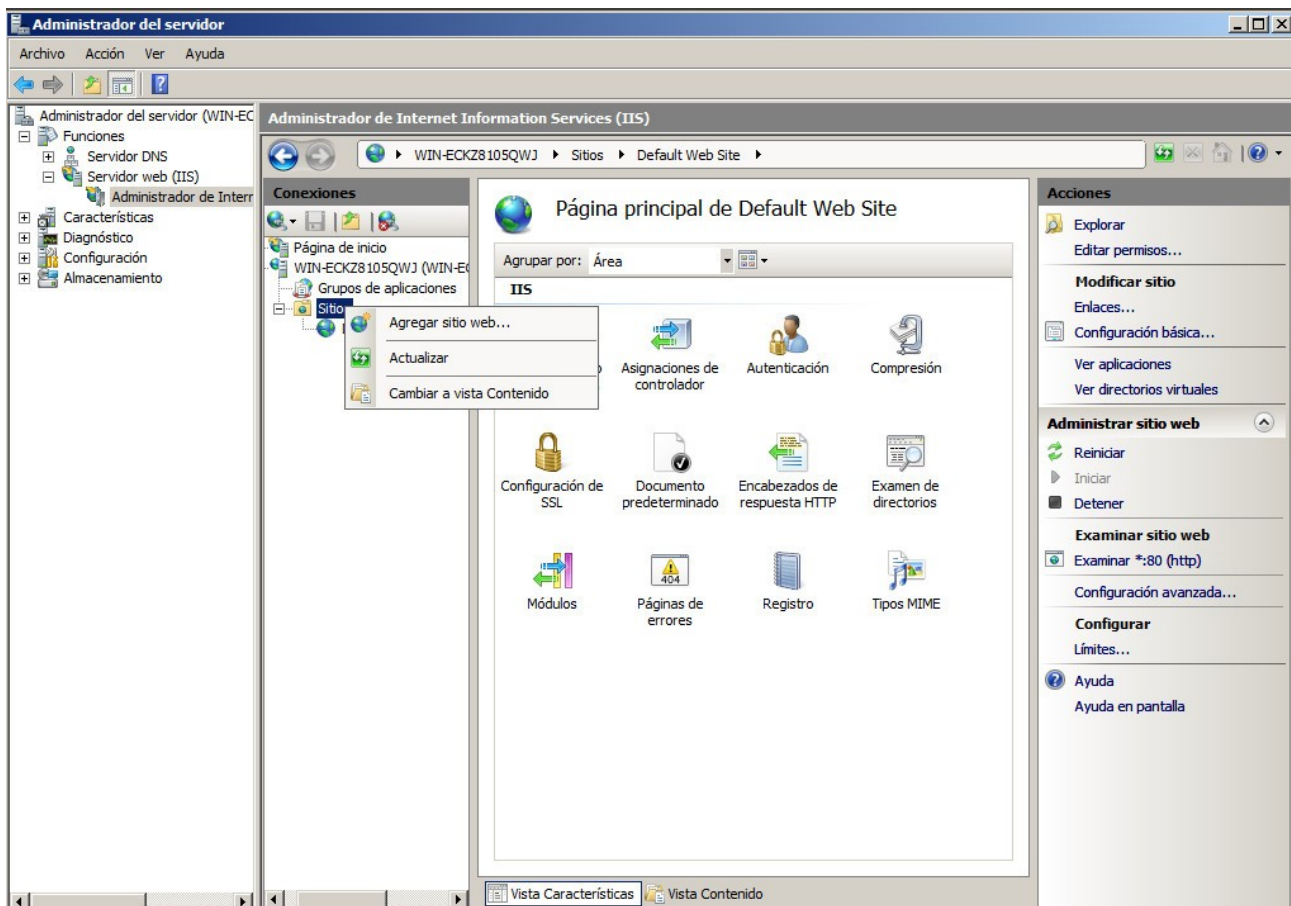 Administrador del servidor
Archivo Acción Ver Ayuda
Administrador del servidor (WIN-EC
Funciones
Servidor DNS
Servidor web (IIS)
Administrador de Intern
Características
Diagnóstico
Configuración
Almacenamiento
Administrador de Internet Information Services (IIS)
WIN-ECKZ8105QWJ Sitios Default Web Site
Conexiones
Página de inicio
WIN-ECKZ8105QWJ (WIN-EC
Grupos de aplicaciones
Sitio
Agregar sitio web...
Actualizar
Cambiar a vista Contenido
Página principal de Default Web Site
Agrupar por: Área
IIS
Asignaciones de
controlador
Autenticación
Compresión
Configuración de
SSL
Documento
predeterminado
Encabezados de
respuesta HTTP
Examen de
directorios
Módulos
404
Páginas de
errores
Registro
Tipos MIME
Vista Características Vista Contenido
Acciones
Explorar
Editar permisos...
Modificar sitio
Enlaces...
Configuración básica...
Ver aplicaciones
Ver directorios virtuales
Administrar sitio web
Reiniciar
Iniciar
Detener
Examinar sitio web
Examinar *:80 (http)
Configuración avanzada...
Configurar
Límites...
Ayuda
Ayuda en pantalla